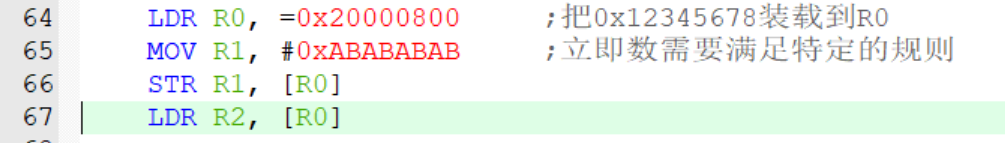 64 LDR R0, =0x20000800 ;把0x12345678装载到R0
65 MOV R1, #0xABABABAB ;立即数需要满足特定的规则
66 STR R1, [R0]
67 LDR R2, [R0]